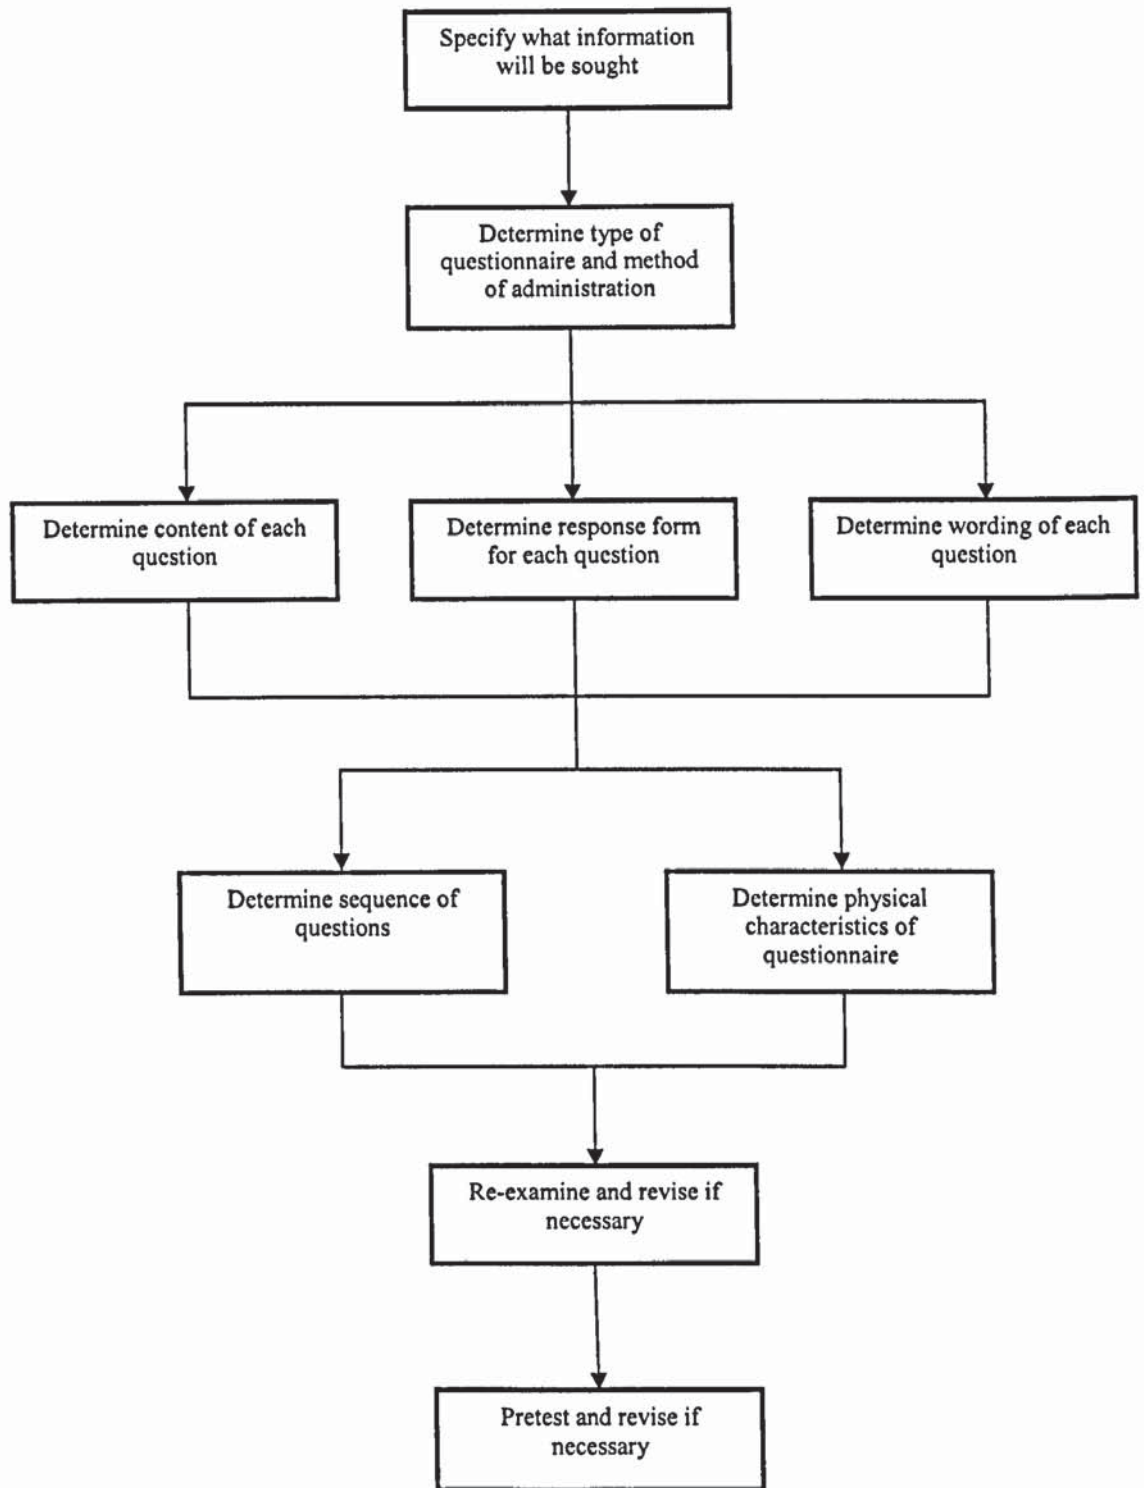 Specify what information
will be sought
Determine type of
questionnaire and method
of administration
Determine content of each
question
Determine response form
for each question
Determine wording of each
question
Determine sequence of
questions
Determine physical
characteristics of
questionnaire
Re-examine and revise if
necessary
Pretest and revise if
necessary